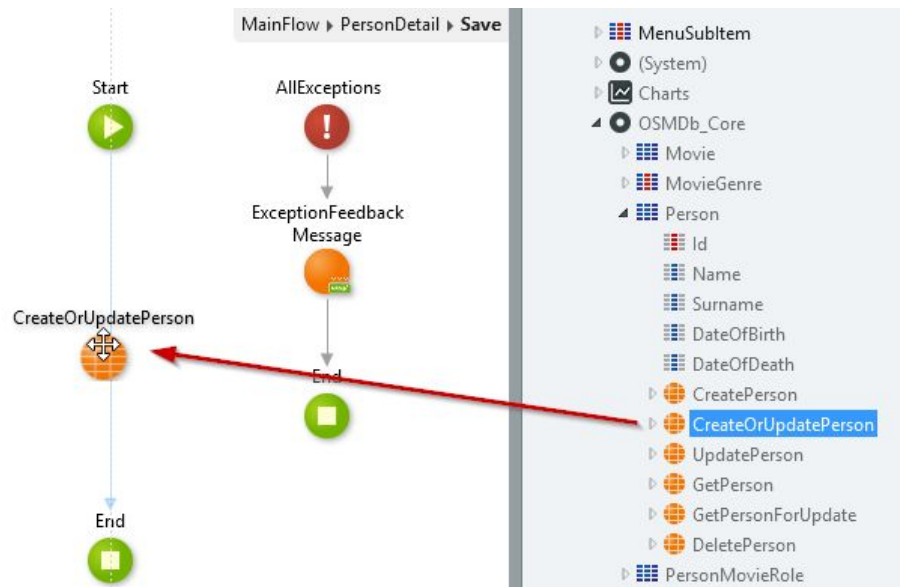 MainFlow ▸ PersonDetail ▸ Save
Start
AllExceptions
ExceptionFeedback
Message
CreateOrUpdatePerson
End
End
MenuSubItem
(System)
Charts
OSMDb_Core
Movie
MovieGenre
Person
Id
Name
Surname
DateOfBirth
DateOfDeath
CreatePerson
CreateOrUpdatePerson
UpdatePerson
GetPerson
GetPersonForUpdate
DeletePerson
PersonMovieRole